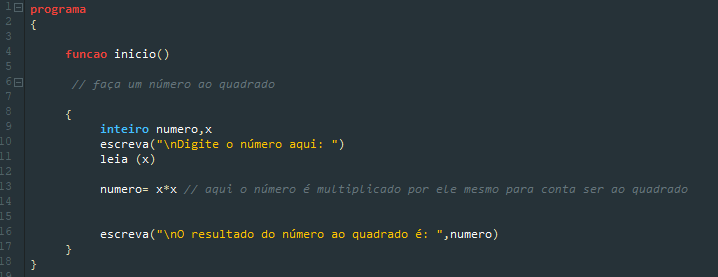 1 programa
2 {
3
4 funcao inicio()
5
6 // faça um número ao quadrado
7
8 {
9 inteiro numero,x
10 escreva("\nDigite o número aqui: ")
11 leia (x)
12
13 numero= x*x // aqui o número é multiplicado por ele mesmo para conta ser ao quadrado
14
15
16 escreva("\nO resultado do número ao quadrado é: ",numero)
17 }
18 }
19